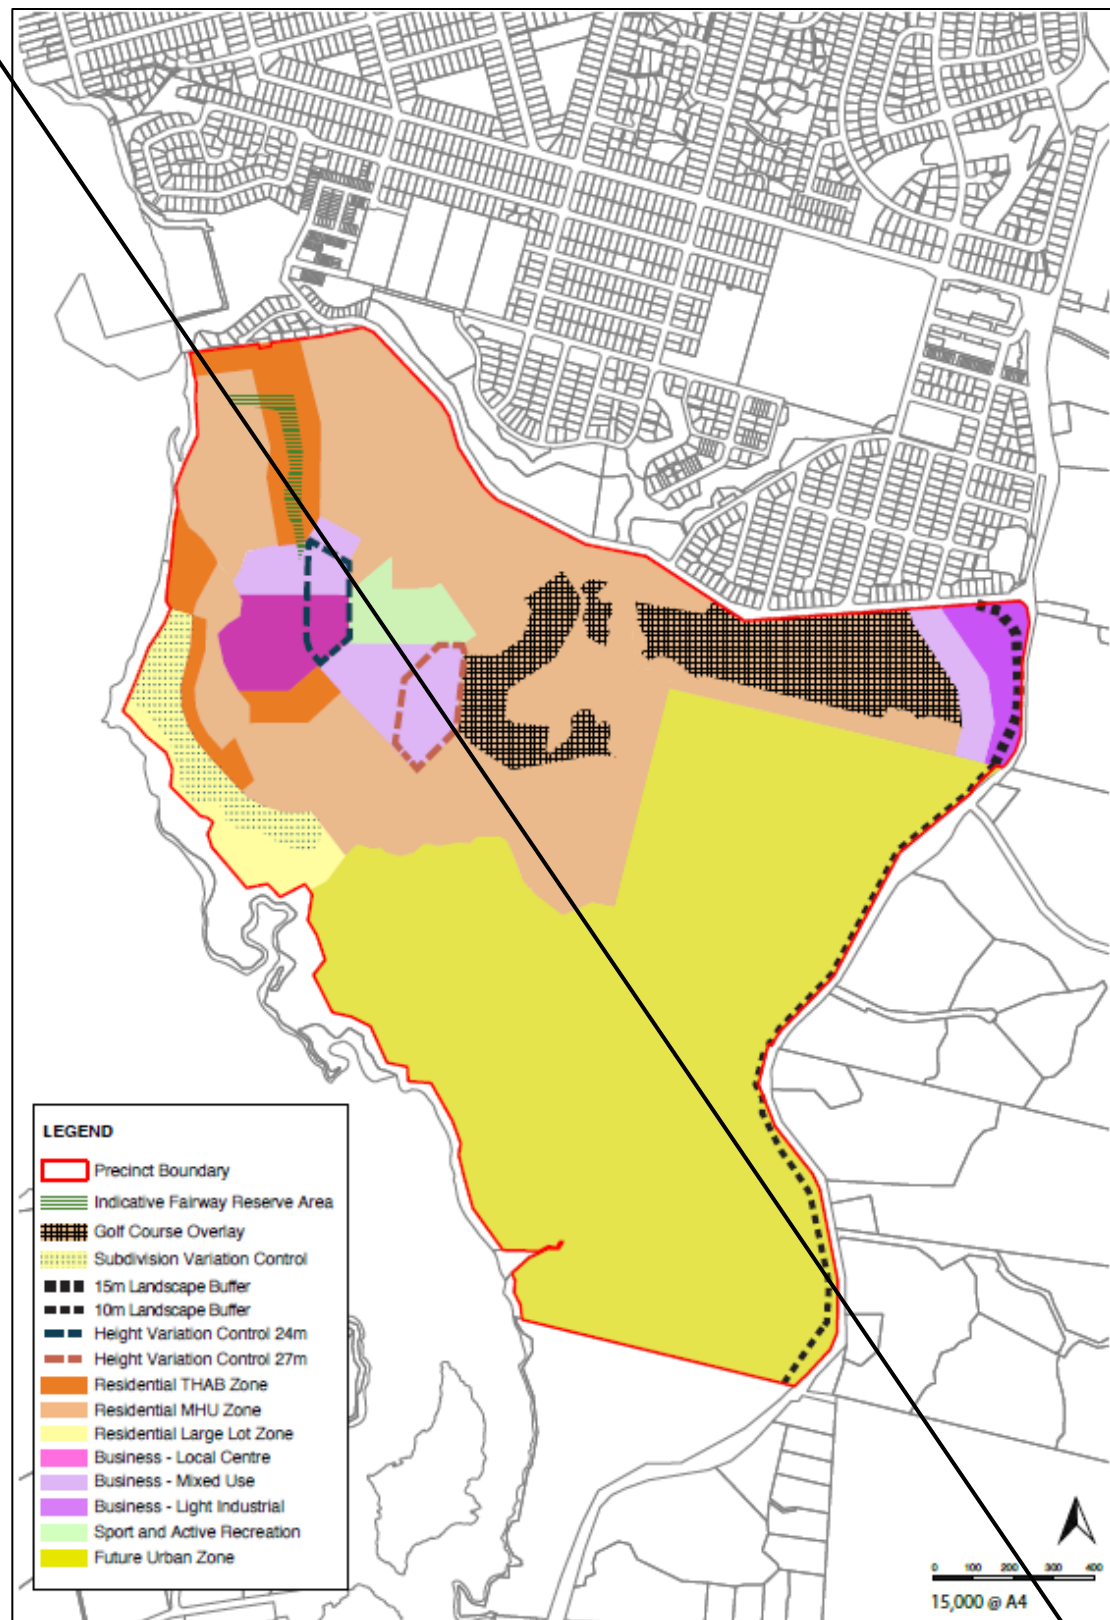 LEGEND
Precinct Boundary
Indicative Fairway Reserve Area
Golf Course Overlay
Subdivision Variation Control
15m Landscape Buffer
10m Landscape Buffer
Height Variation Control 24m
Height Variation Control 27m
Residential THAB Zone
Residential MHU Zone
Residential Large Lot Zone
Business - Local Centre
Business - Mixed Use
Business - Light Industrial
Sport and Active Recreation
Future Urban Zone
0 100 200 300 400
15,000 @ A4